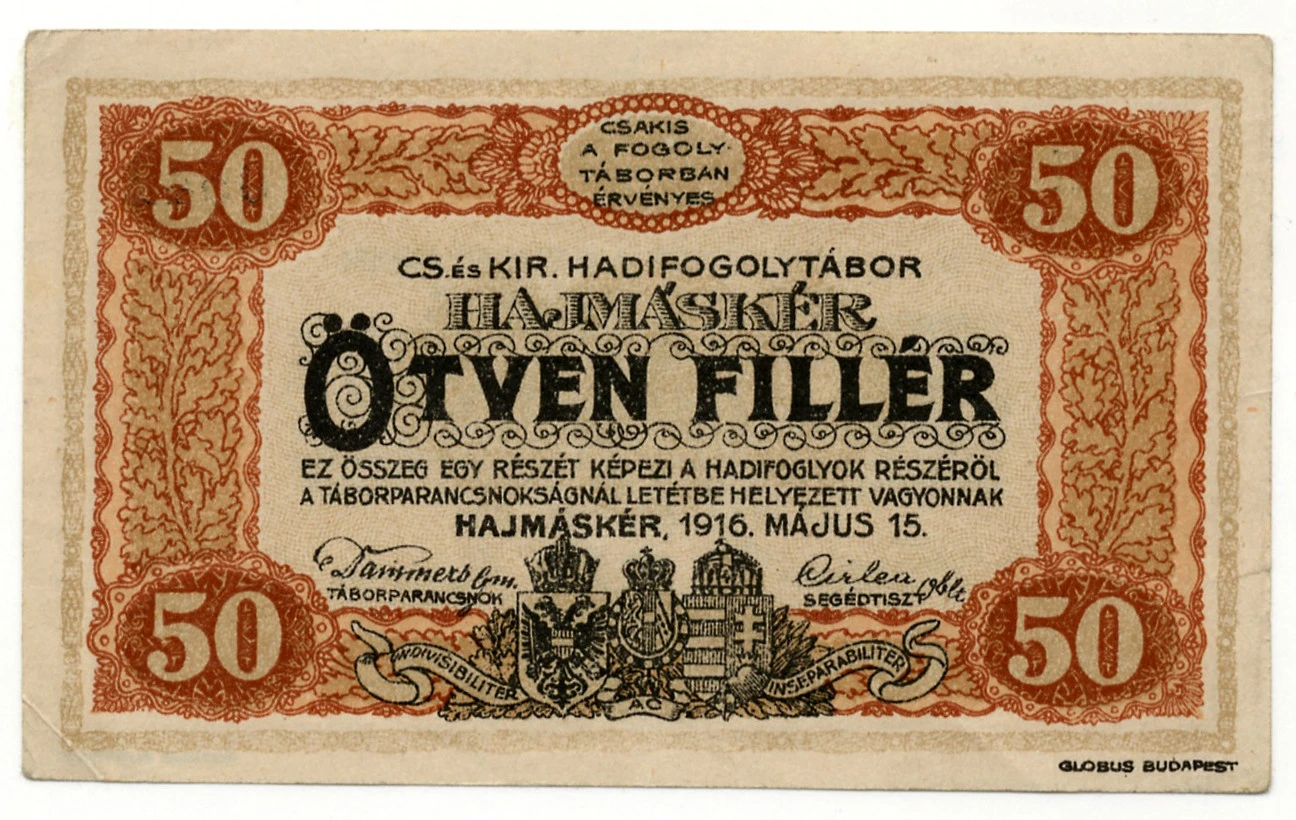 50
50
CSAKIS
A FOGOLY-
TÁBORBAN
ÉRVÉNYES
CS. és KIR. HADIFOGOLYTÁBOR
HAJMÁSKÉR
ÖTVEN FILLÉR
EZ ÖSSZEG EGY RÉSZÉT KÉPEZI A HADIFOGLYOK RÉSZÉRÖL
A TÁBORPARANCSNOKSÁGNÁL LETÉTBE HELYEZETT VAGYONNAK
HAJMÁSKÉR, 1916. MÁJUS 15.
TÁBORPARANCSNOK
SEGÉDTISZT
50
50
INDIVISIBILITER
AC
INSEPARABILITER
GLOBUS BUDAPEST